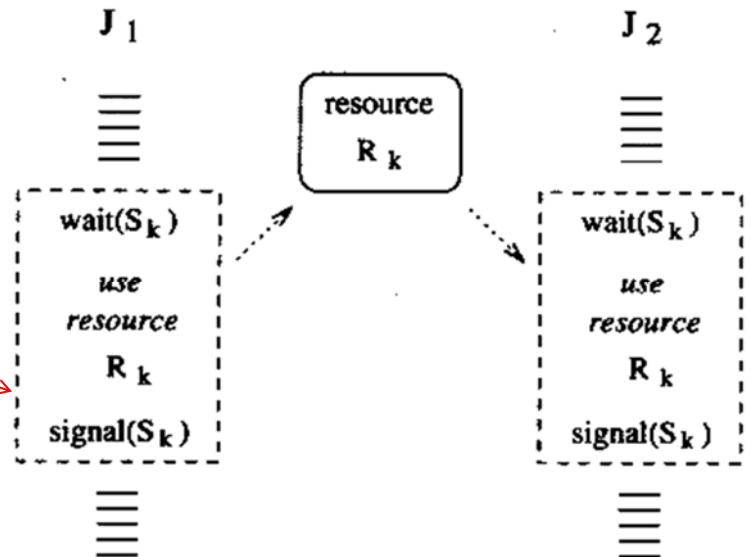 J 1
J 2
resource
R k
wait(S k )
use
resource
R k
signal(S k )
wait(S k )
use
resource
R k
signal(S k )